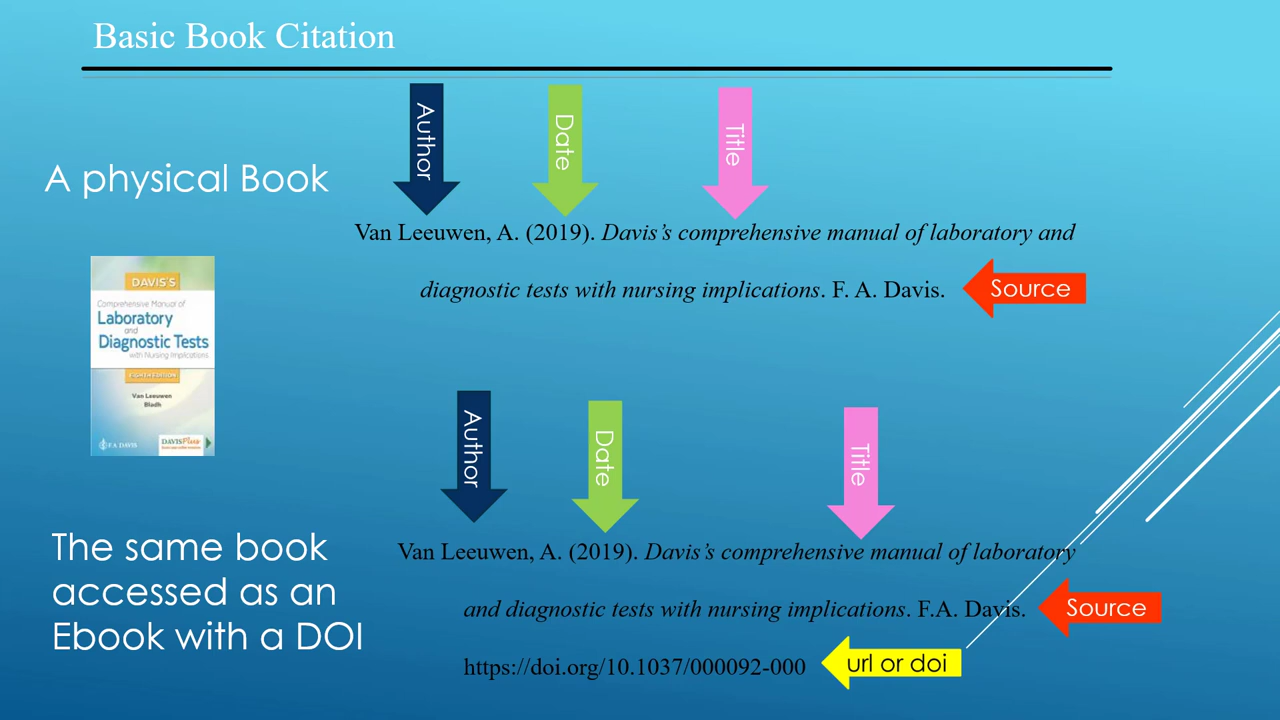 Basic Book Citation
Author
Date
Title
A physical Book
Van Leeuwen, A. (2019). Davis’s comprehensive manual of laboratory and
diagnostic tests with nursing implications. F. A. Davis.
Source
DAVIS'S
Comprehensive Manual of
Laboratory
and
Diagnostic Tests
with Nursing Implications
EIGHTH EDITION
Van Leeuwen
Bladh
F.A. DAVIS
DAVISPlus
Author
Date
Title
The same book
accessed as an
Ebook with a DOI
Van Leeuwen, A. (2019). Davis’s comprehensive manual of laboratory
and diagnostic tests with nursing implications. F.A. Davis.
Source
https://doi.org/10.1037/000092-000
url or doi